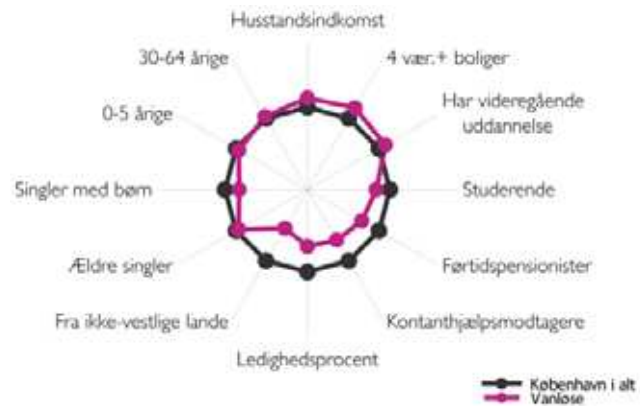 Husstandsindkomst
30-64 årige
4 vær.+ boliger
0-5 årige
Har videregående
uddannelse
Singler med børn
Studerende
Ældre singler
Førtidspensionister
Fra ikke-vestlige lande
Kontanthjælpsmodtagere
Ledighedsprocent
København i alt
Vanløse